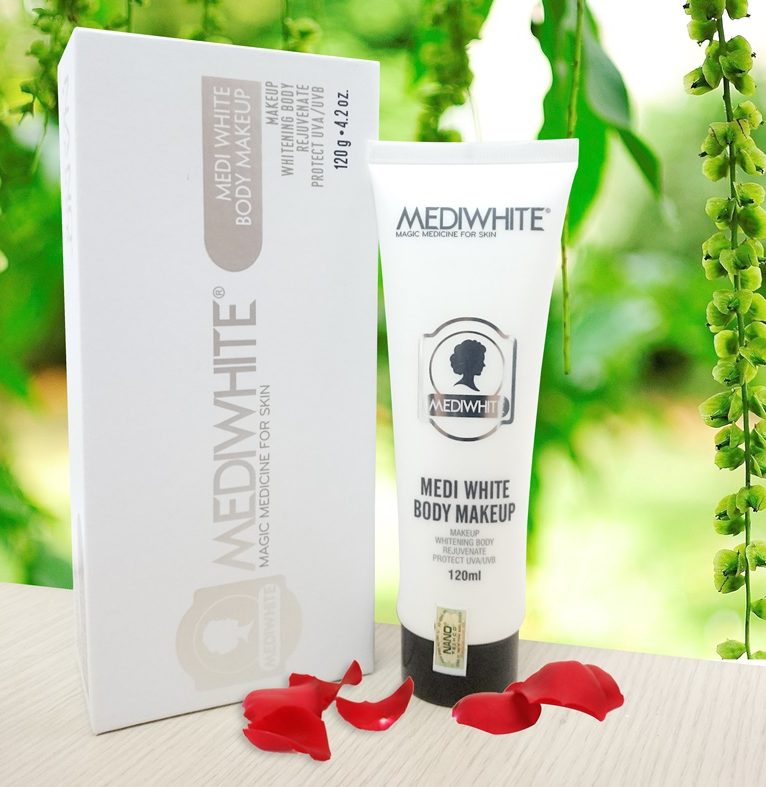 MEDI WHITE
BODY MAKEUP
MAKEUP
WHITENING BODY
REJUVENATE
PROTECT UVA/UVB
120g • 4.2 oz.
MEDIWHITE®
MAGIC MEDICINE FOR SKIN
MEDIWHITE
MEDIWHITE®
MAGIC MEDICINE FOR SKIN
MEDIWHITE
MEDI WHITE
BODY MAKEUP
MAKEUP
WHITENING BODY
REJUVENATE
PROTECT UVA/UVB
120ml
NANO